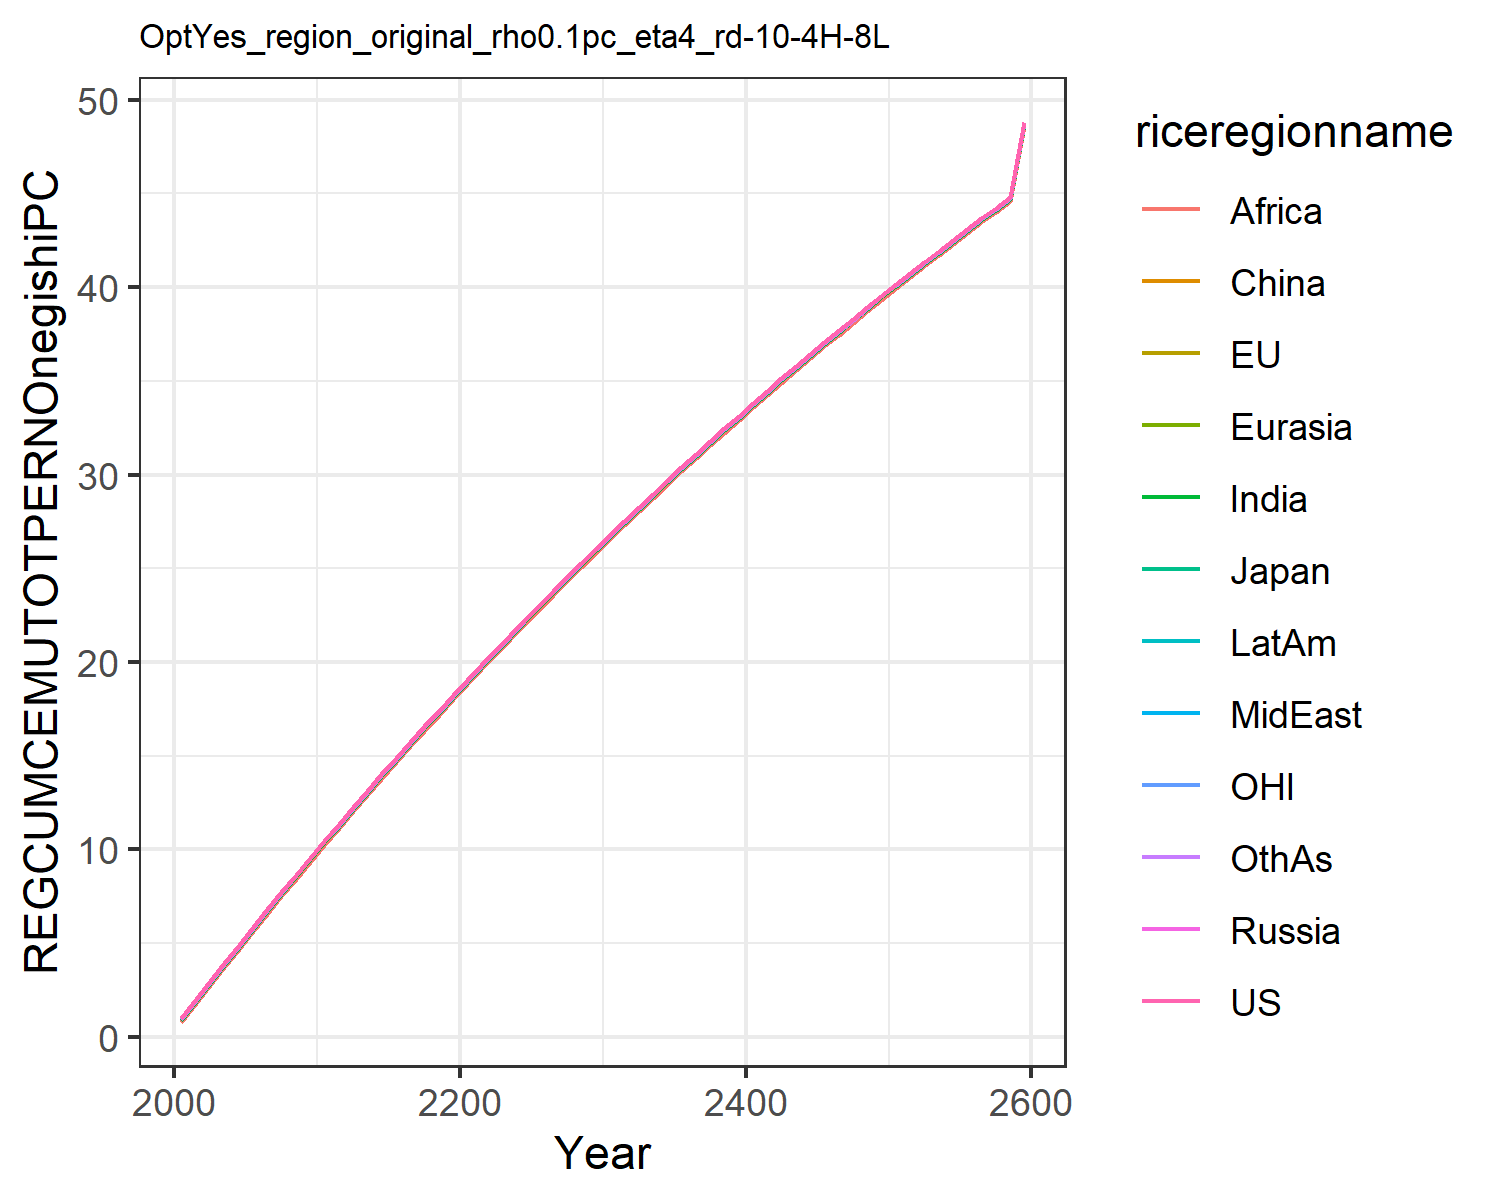 OptYes_region_original_rho0.1pc_eta4_rd-10-4H-8L
REGCUMCEMUTOTPERNOnegishiPC
50
40
30
20
10
0
2000 2200 2400 2600
Year
riceregionname
Africa
China
EU
Eurasia
India
Japan
LatAm
MidEast
OHI
OthAs
Russia
US